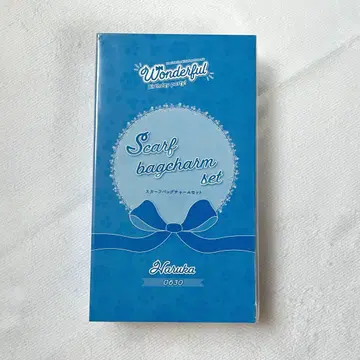 Wonderful
birthday party!
Scarf
bagcharm
set
スカーフバッグチャームセット
Haruka
0630